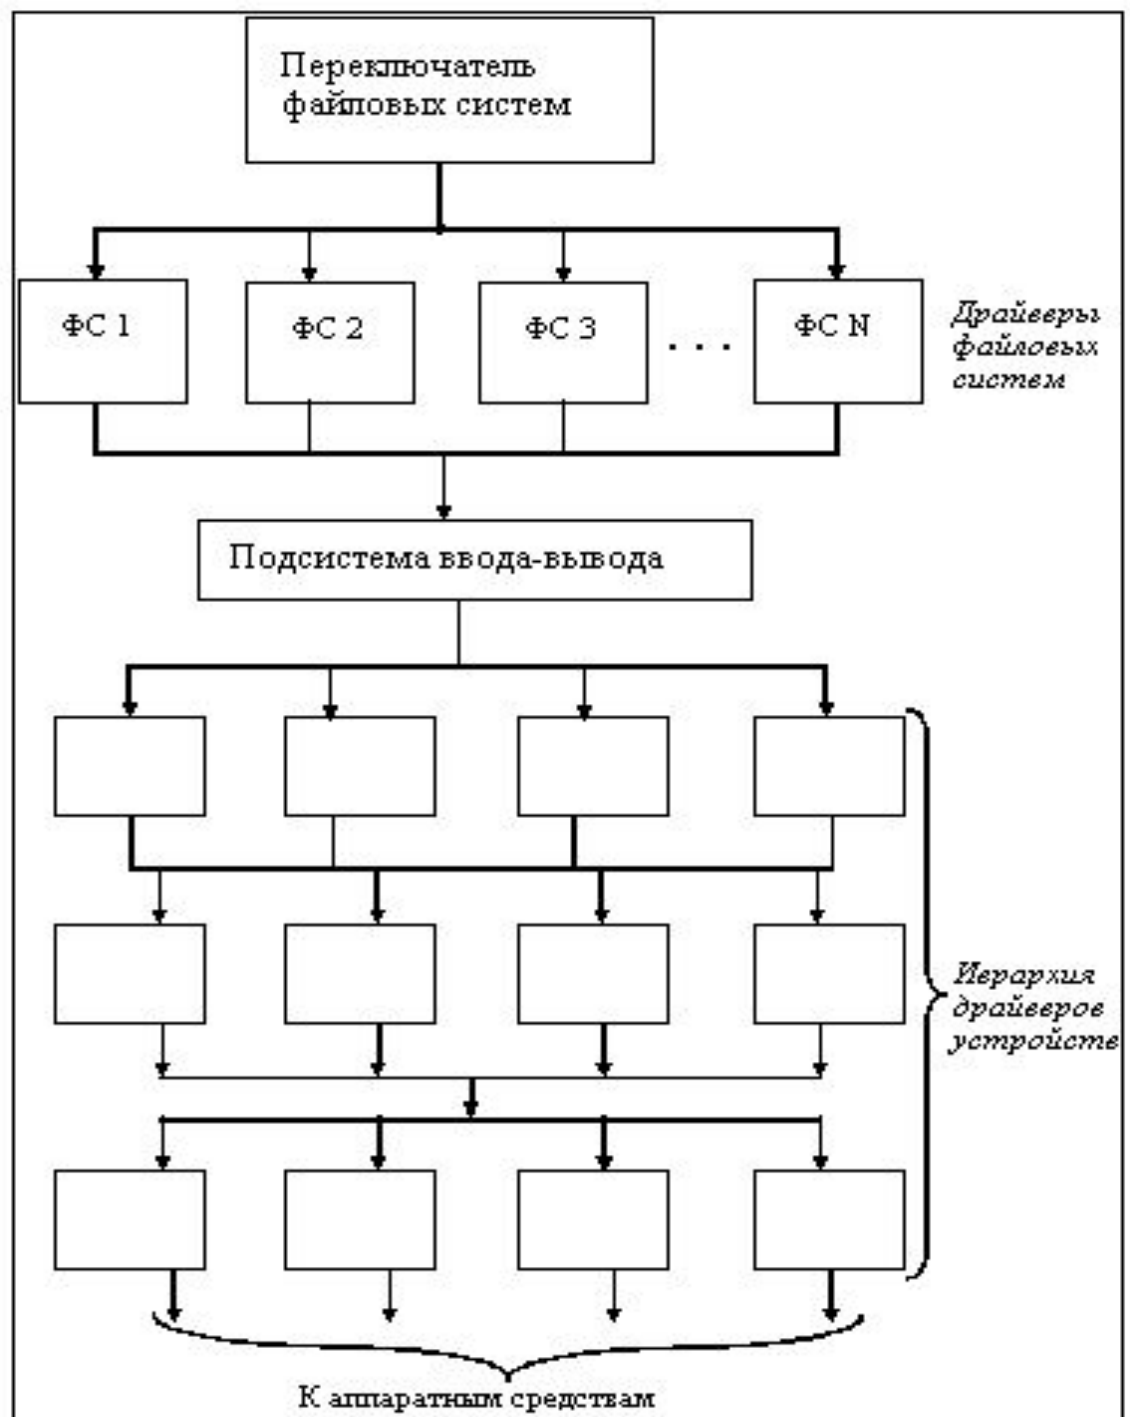 Переключатель
файловых систем
ФС 1
ФС 2
ФС 3
. . .
ФС N
Драйверы
файловых
систем
Подсистема ввода-вывода
Иерархия
драйверов
устройств
К аппаратным средствам